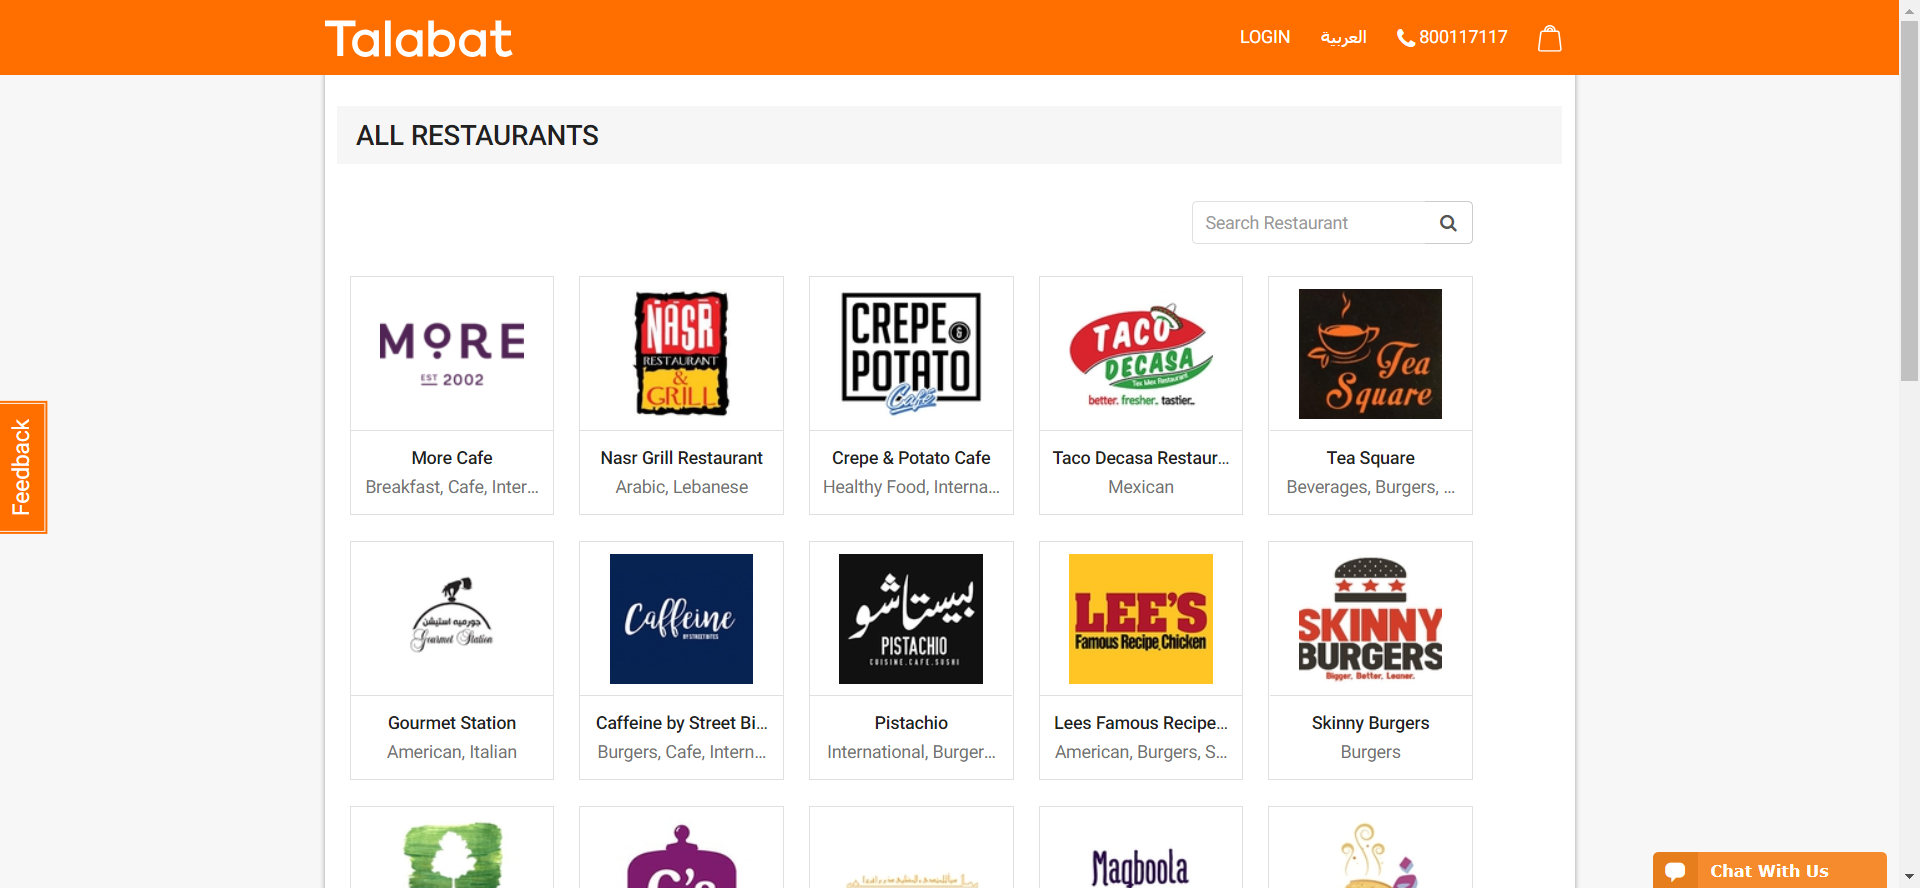 Talabat
LOGIN
العربية
800117117
ALL RESTAURANTS
Search Restaurant
MORE
EST 2002
NASR
RESTAURANT
&
GRILL
CREPE &
POTATO
Café
TACO
DECASA
Tex Mex Restaurant
better. fresher.. tastier...
Tea
Square
More Cafe
Breakfast, Cafe, Inter...
Nasr Grill Restaurant
Arabic, Lebanese
Crepe & Potato Cafe
Healthy Food, Interna...
Taco Decasa Restaur...
Mexican
Tea Square
Beverages, Burgers, ...
Feedback
جورميه استيشن
Gourmet Station
Caffeine
BY STREET BITES
بيستاشو
PISTACHIO
CUISINE.CAFE.SUSHI
LEE'S
Famous Recipe Chicken
SKINNY
BURGERS
Bigger. Better. Leaner.
Gourmet Station
American, Italian
Caffeine by Street Bi...
Burgers, Cafe, Intern...
Pistachio
International, Burger...
Lees Famous Recipe...
American, Burgers, S...
Skinny Burgers
Burgers
C's
Maqboola
Chat With Us